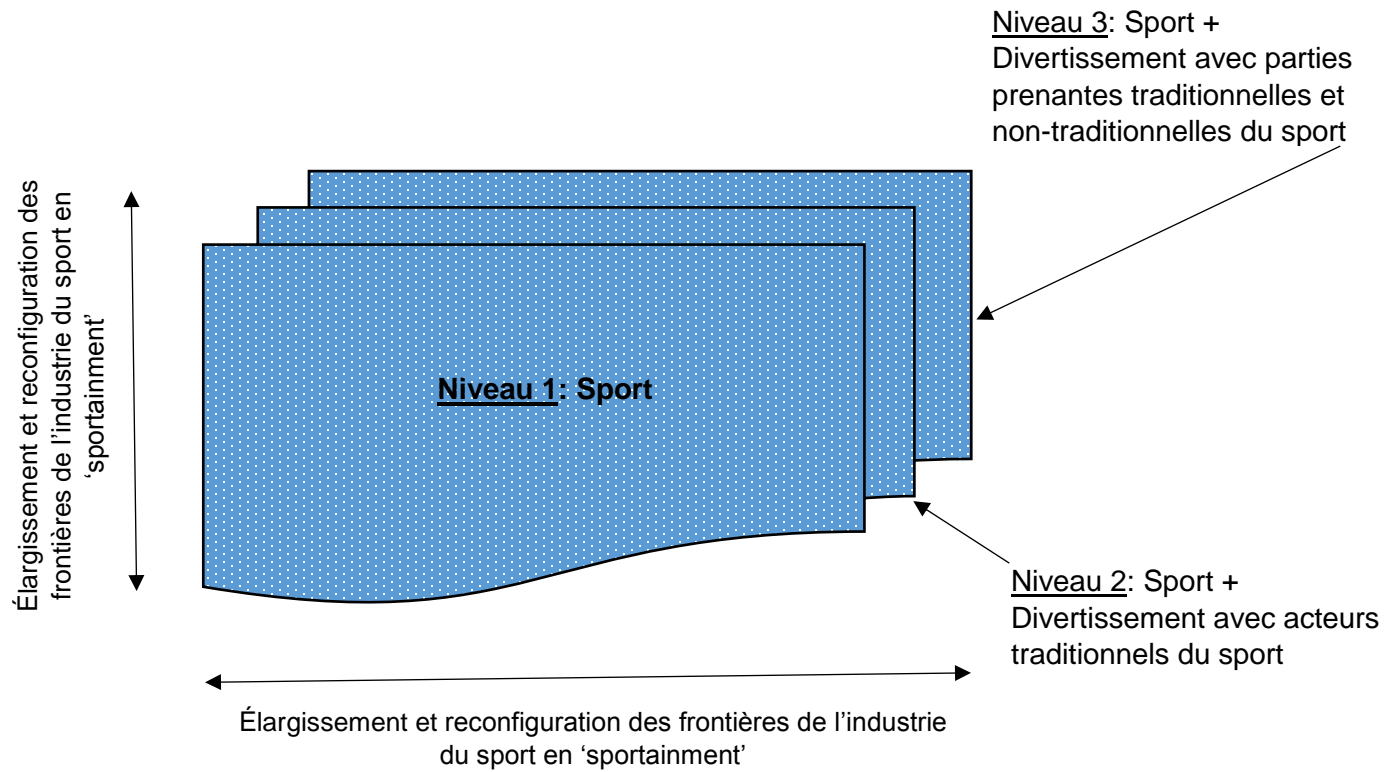 Niveau 3: Sport +
Divertissement avec parties
prenantes traditionnelles et
non-traditionnelles du sport
Élargissement et reconfiguration des
frontières de l’industrie du sport en
‘sportainment’
Niveau 1: Sport
Niveau 2: Sport +
Divertissement avec acteurs
traditionnels du sport
Élargissement et reconfiguration des frontières de l’industrie
du sport en ‘sportainment’